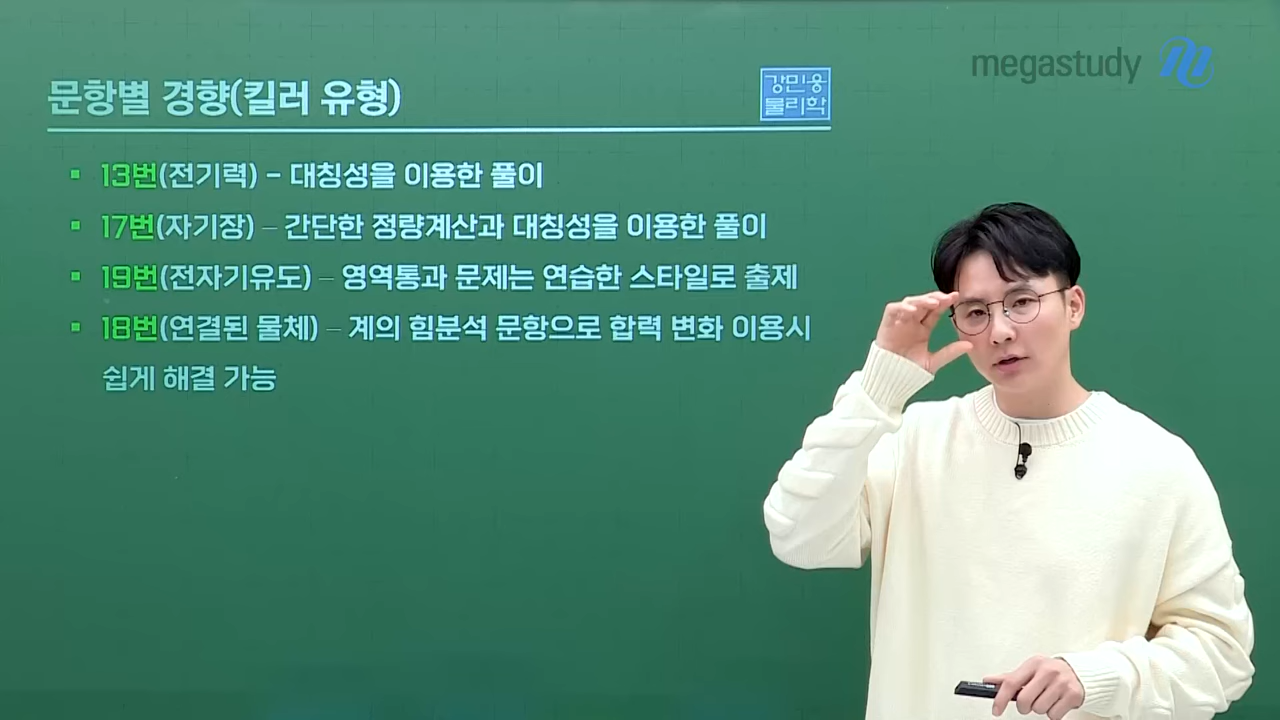 megastudy
문항별 경향(킬러 유형)
강민웅
물리학
▪ 13번(전기력) - 대칭성을 이용한 풀이
▪ 17번(자기장) – 간단한 정량계산과 대칭성을 이용한 풀이
▪ 19번(전자기유도) – 영역통과 문제는 연습한 스타일로 출제
▪ 18번(연결된 물체) – 계의 힘분석 문항으로 합력 변화 이용시
쉽게 해결 가능